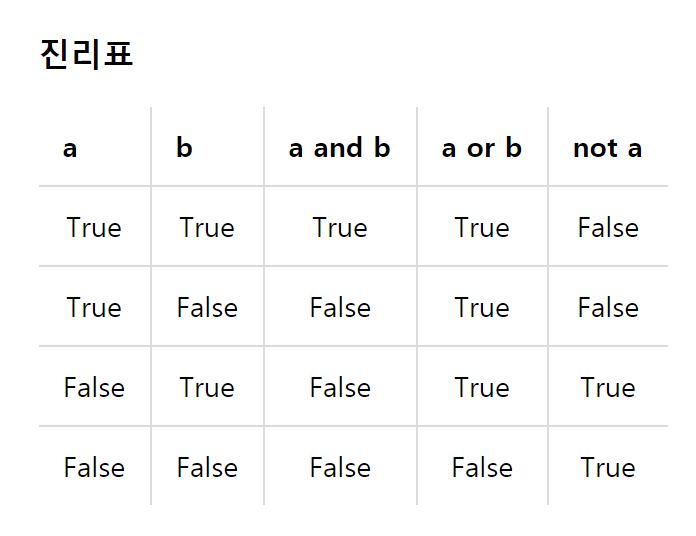 진리표
a b a and b a or b not a
True True True True False
True False False True False
False True False True True
False False False False True